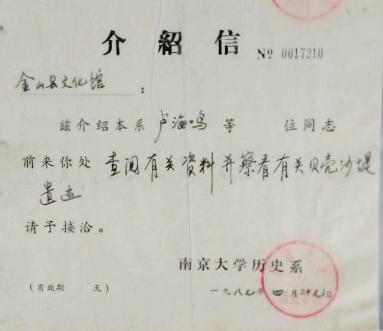 介紹信
№ 0017210
金山县文化馆：
兹介绍本系 卢海鸣 等 位同志
前来你处 查阅有关资料并察看有关贝壳沙堤
遗迹
请予接洽。
南京大学历史系
(有效期 天)
一九八七年 四 月 廿九日